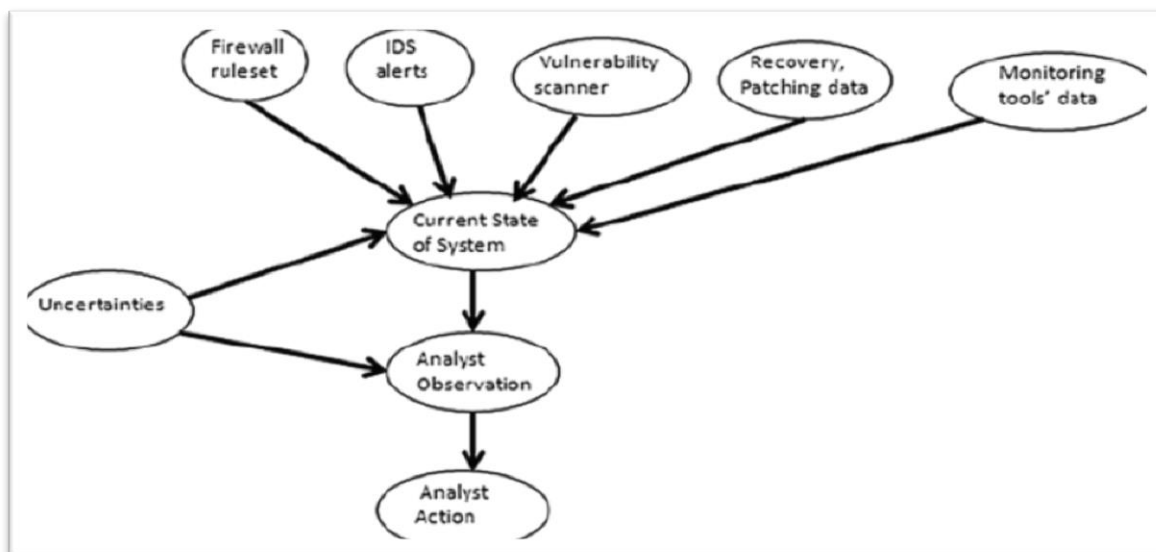 Firewall
ruleset
IDS
alerts
Vulnerability
scanner
Recovery,
Patching data
Monitoring
tools' data
Current State
of System
Uncertainties
Analyst
Observation
Analyst
Action